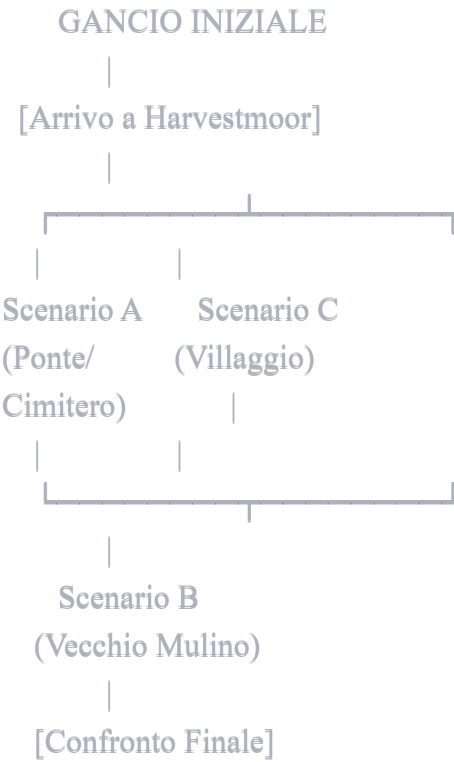 GANCIO INIZIALE
[Arrivo a Harvestmoor]
Scenario A Scenario C
(Ponte/ (Villaggio)
Cimitero)
Scenario B
(Vecchio Mulino)
[Confronto Finale]